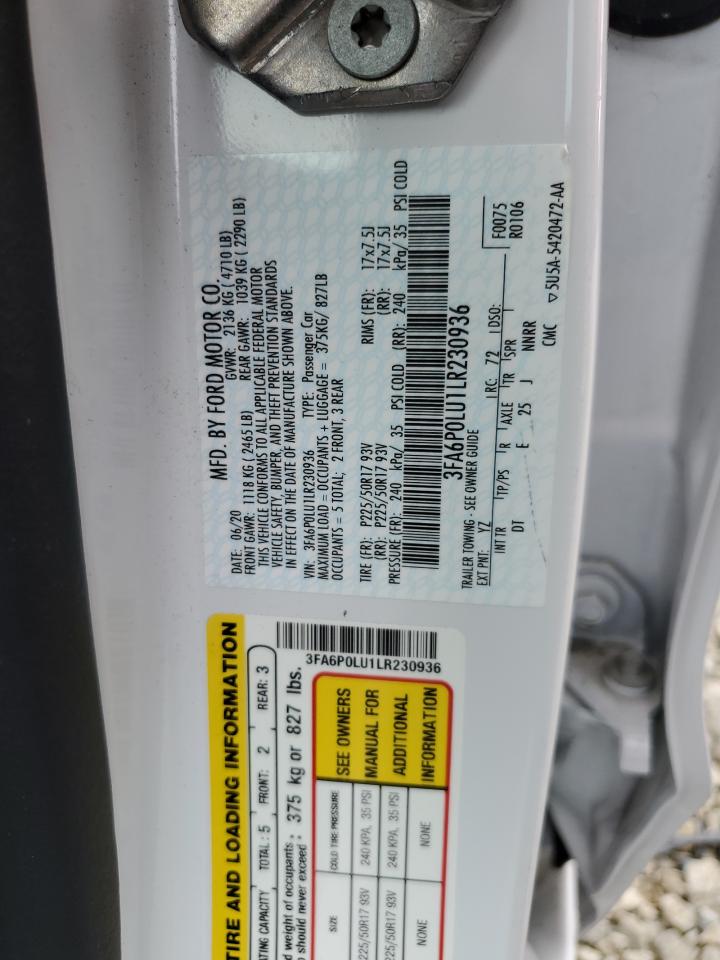 MFD. BY FORD MOTOR CO.
DATE: 06/20 GVWR: 2136 KG ( 4710 LB)
FRONT GAWR: 1118 KG ( 2465 LB) REAR GAWR: 1039 KG ( 2290 LB)
THIS VEHICLE CONFORMS TO ALL APPLICABLE FEDERAL MOTOR
VEHICLE SAFETY, BUMPER, AND THEFT PREVENTION STANDARDS
IN EFFECT ON THE DATE OF MANUFACTURE SHOWN ABOVE.
VIN: 3FA6P0LU1LR230936 TYPE: Passenger Car
MAXIMUM LOAD = OCCUPANTS + LUGGAGE = 375KG/ 827LB
OCCUPANTS = 5 TOTAL; 2 FRONT, 3 REAR
TIRE (FR): P225/50R17 93V RIMS (FR): 17x7.5J
(RR): P225/50R17 93V (RR): 17x7.5J
PRESSURE (FR): 240 kPa/ 35 PSI COLD (RR): 240 kPa/ 35 PSI COLD
3FA6P0LU1LR230936
TRAILER TOWING - SEE OWNER GUIDE
EXT PNT: YZ RC: 72 DSO: F0075
R0106
INT TR TP/PS R AXLE TR SPR
DT E 25 J NNRR
CMC ▽5U5A-5420472-AA
TIRE AND LOADING INFORMATION
ATING CAPACITY TOTAL : 5 FRONT: 2 REAR: 3
d weight of occupants
o should never exceed : 375 kg or 827 lbs.
3FA6P0LU1LR230936
SIZE COLD TIRE PRESSURE
225/50R17 93V 240 KPA, 35 PSI
225/50R17 93V 240 KPA, 35 PSI
NONE NONE
SEE OWNERS
MANUAL FOR
ADDITIONAL
INFORMATION